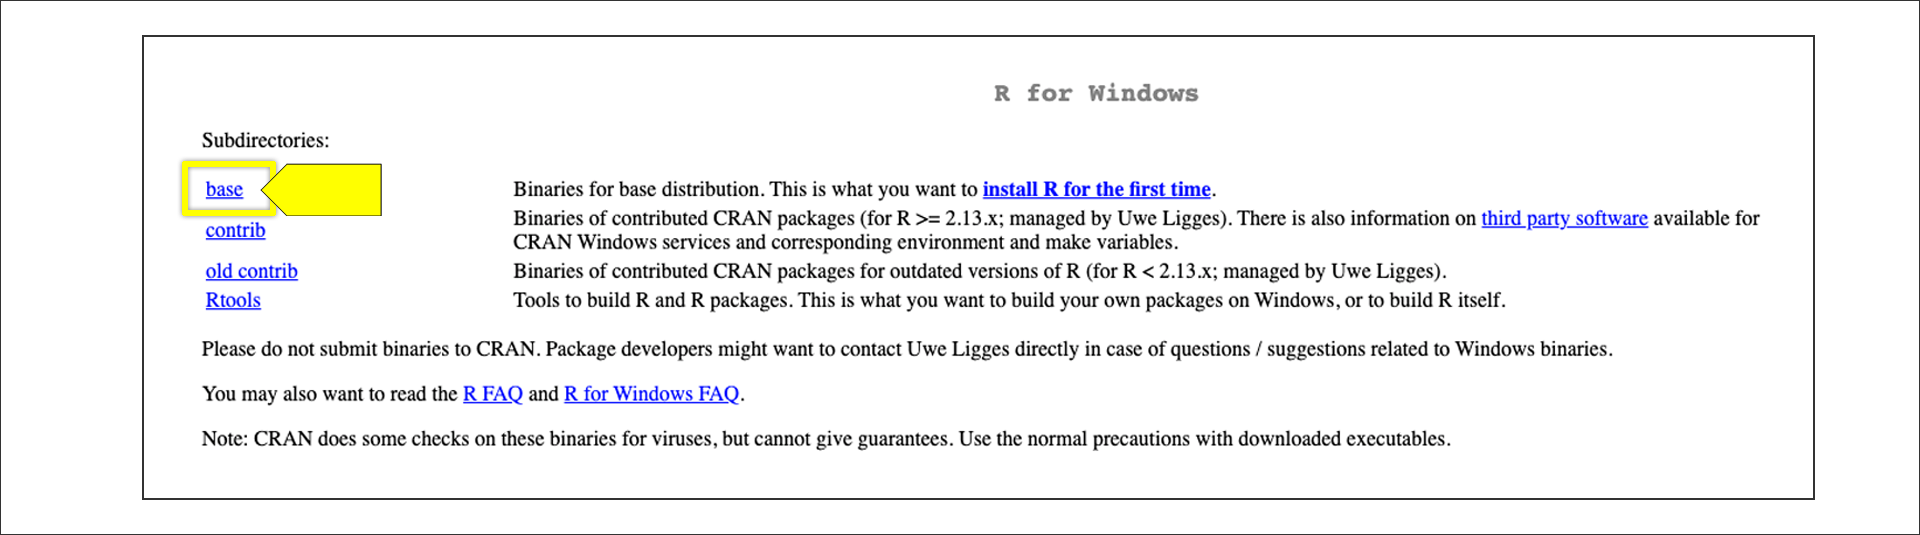 R for Windows
Subdirectories:
base
Binaries for base distribution. This is what you want to install R for the first time.
contrib
Binaries of contributed CRAN packages (for R >= 2.13.x; managed by Uwe Ligges). There is also information on third party software available for
CRAN Windows services and corresponding environment and make variables.
old contrib
Binaries of contributed CRAN packages for outdated versions of R (for R < 2.13.x; managed by Uwe Ligges).
Rtools
Tools to build R and R packages. This is what you want to build your own packages on Windows, or to build R itself.
Please do not submit binaries to CRAN. Package developers might want to contact Uwe Ligges directly in case of questions / suggestions related to Windows binaries.
You may also want to read the R FAQ and R for Windows FAQ.
Note: CRAN does some checks on these binaries for viruses, but cannot give guarantees. Use the normal precautions with downloaded executables.